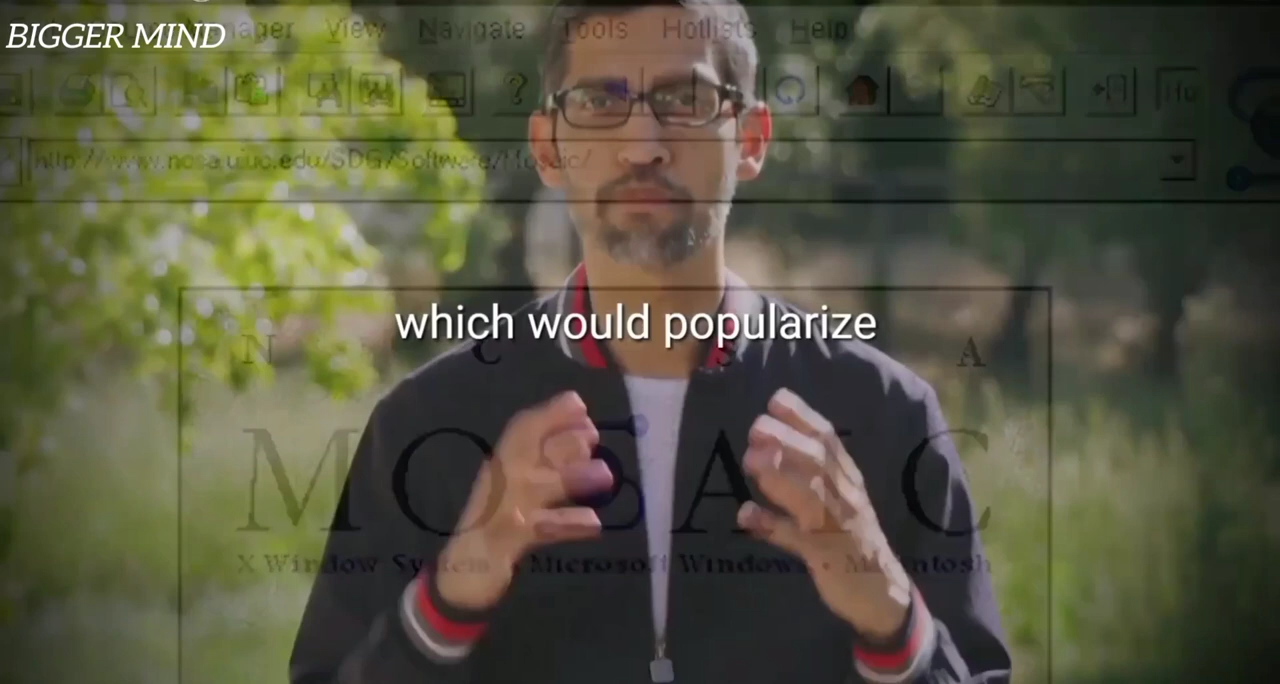 BIGGER MIND
View Navigate Tools Hotlists Help
which would popularize
N C S A
MOSAIC
X Window System • Microsoft Windows • Macintosh